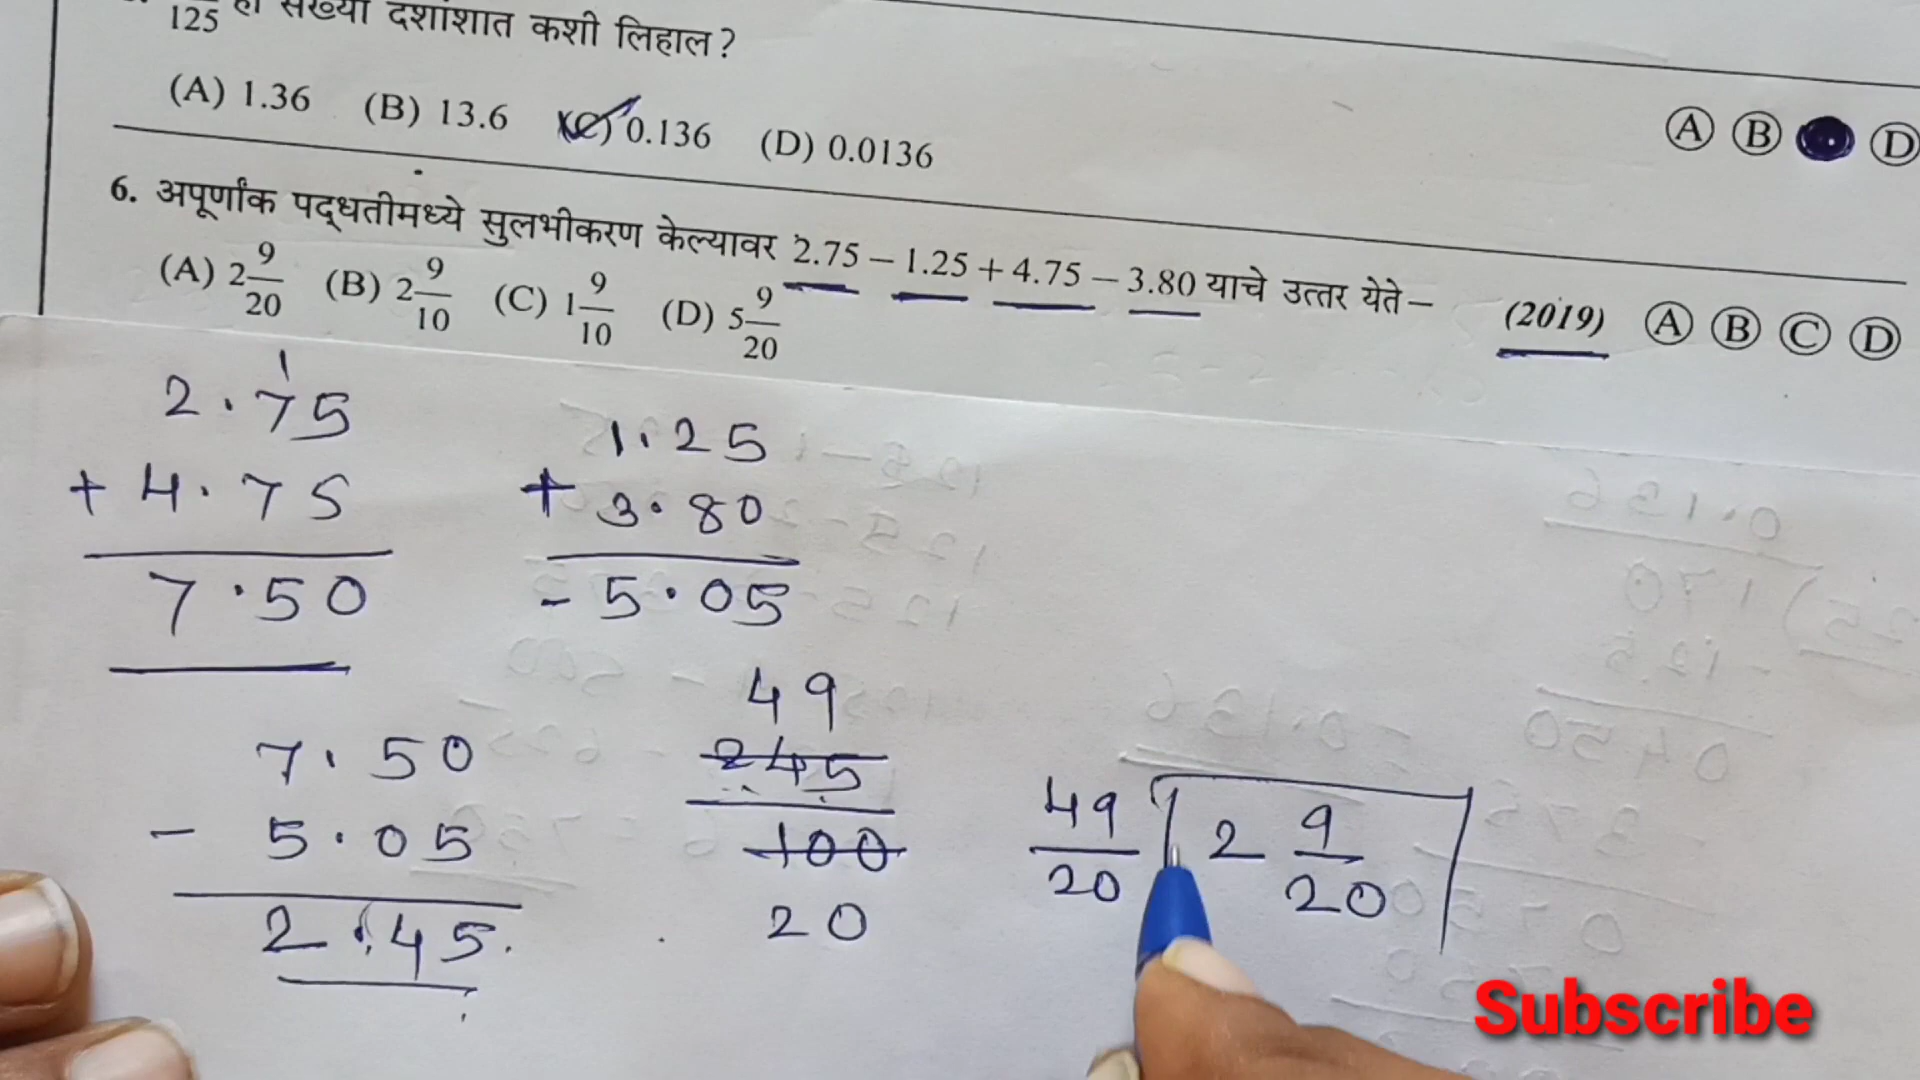 125 ही संख्या दशांशात कशी लिहाल ?
(A) 1.36 (B) 13.6 (C) 0.136 (D) 0.0136 Ⓐ Ⓑ Ⓓ
6. अपूर्णांक पद्धतीमध्ये सुलभीकरण केल्यावर 2.75 – 1.25 + 4.75 – 3.80 याचे उत्तर येते – (2019) Ⓐ Ⓑ Ⓒ Ⓓ
(A) 2 9/20 (B) 2 9/10 (C) 1 9/10 (D) 5 9/20
1
2.75
+ 4.75
7.50
1.25
+ 3.80
- 5.05
7.50
- 5.05
2.45
49
245
100
20
49/20 2 9/20
Subscribe